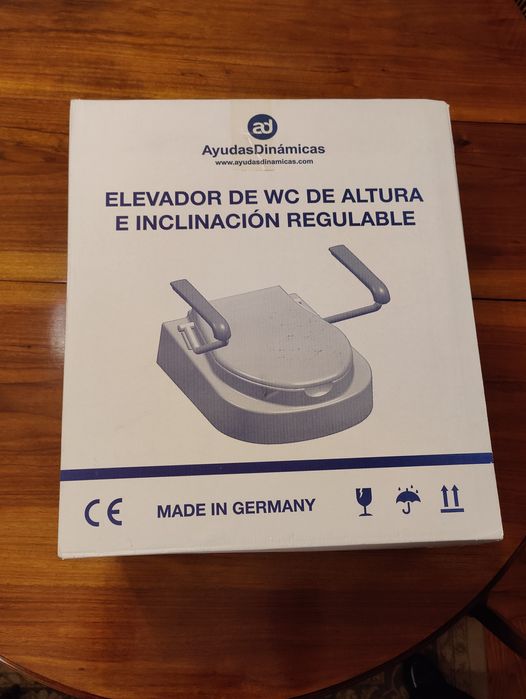 ad
AyudasDinámicas
www.ayudasdinamicas.com
ELEVADOR DE WC DE ALTURA
E INCLINACIÓN REGULABLE
CE MADE IN GERMANY